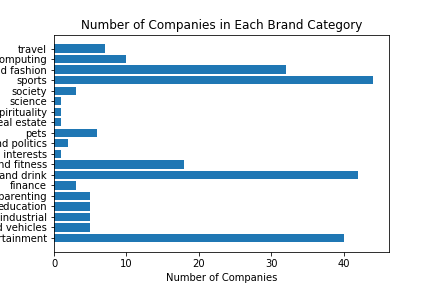 Number of Companies in Each Brand Category
travel
omputing
d fashion
sports
society
science
pirituality
eal estate
pets
nd politics
interests
nd fitness
and drink
finance
parenting
education
industrial
d vehicles
rtainment
0 10 20 30 40
Number of Companies